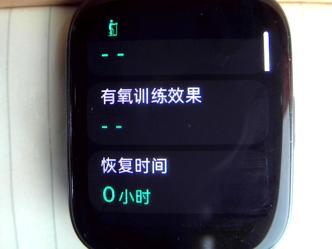 --
有氧训练效果
--
恢复时间
0小时